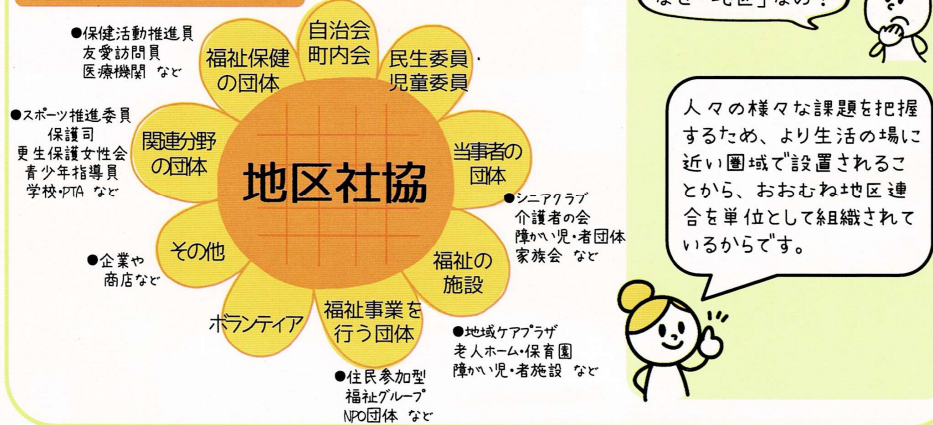 ●保健活動推進員
友愛訪問員
医療機関 など
福祉保健
の団体
自治会
町内会
民生委員
児童委員
●スポーツ推進委員
保護司
更生保護女性会
青少年指導員
学校・PTA など
関連分野
の団体
地区社協
当事者の
団体
●シニアクラブ
介護者の会
障がい児・者団体
家族会 など
●企業や
商店など
その他
福祉の
施設
●地域ケアプラザ
老人ホーム・保育園
障がい児・者施設 など
ボランティア
福祉事業を
行う団体
●住民参加型
福祉グループ
NPO団体 など
人々の様々な課題を把握
するため、より生活の場に
近い圏域で設置されるこ
とから、おおむね地区連
合を単位として組織されて
いるからです。